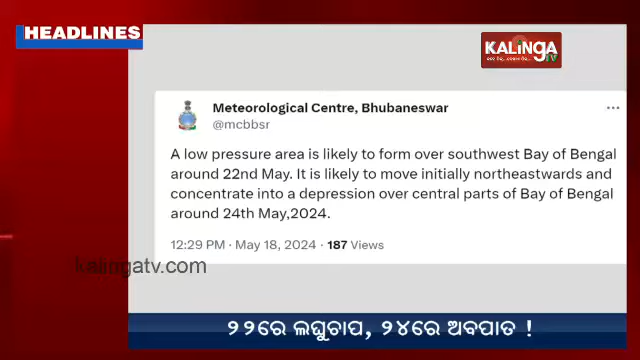 HEADLINES
KALINGA
TV
Meteorological Centre, Bhubaneswar
@mcbbsr
A low pressure area is likely to form over southwest Bay of Bengal
around 22nd May. It is likely to move initially northeastwards and
concentrate into a depression over central parts of Bay of Bengal
around 24th May,2024.
12:29 PM · May 18, 2024 · 187 Views
kalingatv.com
୨୨ରେ ଲଘୁଚାପ, ୨୪ରେ ଅବପାତ !